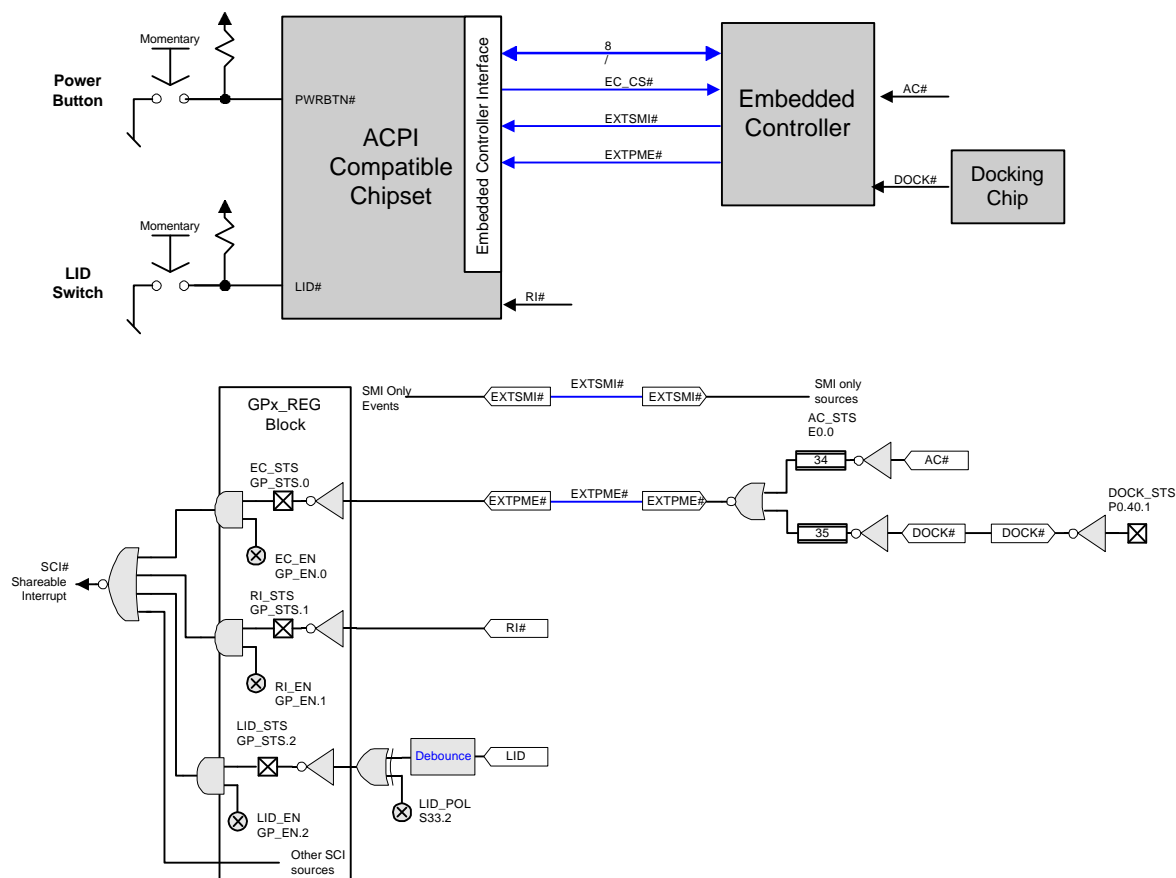 Momentary
Power
Button
PWRBTN#
ACPI
Compatible
Chipset
Embedded Controller Interface
8
/
EC_CS#
EXTSMI#
EXTPME#
Embedded
Controller
AC#
DOCK#
Docking
Chip
Momentary
LID
Switch
LID#
RI#
GPx_REG
Block
SMI Only
Events
EXTSMI#
EXTSMI#
EXTSMI#
SMI only
sources
AC_STS
E0.0
34
AC#
EC_STS
GP_STS.0
EXTPME#
EXTPME#
EXTPME#
DOCK_STS
P0.40.1
35
DOCK#
DOCK#
EC_EN
GP_EN.0
SCI#
Shareable
Interrupt
RI_STS
GP_STS.1
RI#
RI_EN
GP_EN.1
LID_STS
GP_STS.2
Debounce
LID
LID_POL
S33.2
LID_EN
GP_EN.2
Other SCI
sources